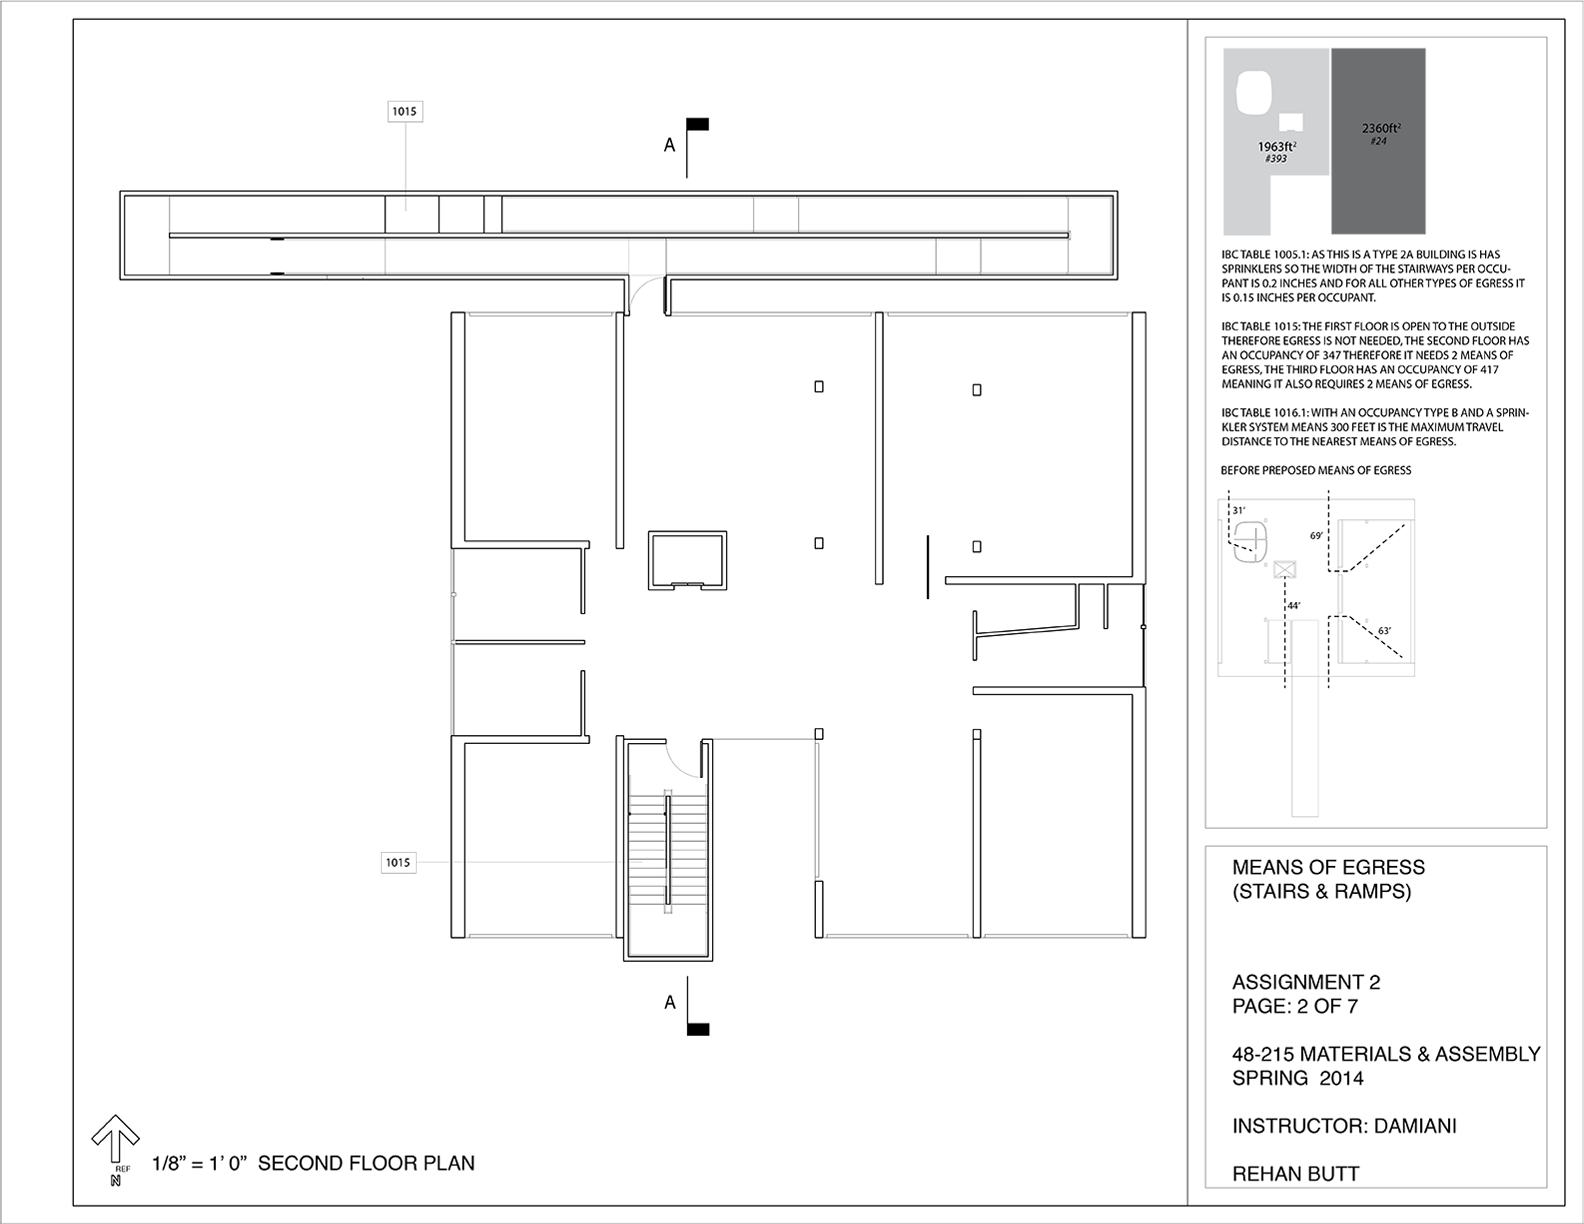 1015
A
1963ft²
#393
2360ft²
#24
IBC TABLE 1005.1: AS THIS IS A TYPE 2A BUILDING IS HAS
SPRINKLERS SO THE WIDTH OF THE STAIRWAYS PER OCCU-
PANT IS 0.2 INCHES AND FOR ALL OTHER TYPES OF EGRESS IT
IS 0.15 INCHES PER OCCUPANT.
IBC TABLE 1015: THE FIRST FLOOR IS OPEN TO THE OUTSIDE
THEREFORE EGRESS IS NOT NEEDED, THE SECOND FLOOR HAS
AN OCCUPANCY OF 347 THEREFORE IT NEEDS 2 MEANS OF
EGRESS, THE THIRD FLOOR HAS AN OCCUPANCY OF 417
MEANING IT ALSO REQUIRES 2 MEANS OF EGRESS.
IBC TABLE 1016.1: WITH AN OCCUPANCY TYPE B AND A SPRIN-
KLER SYSTEM MEANS 300 FEET IS THE MAXIMUM TRAVEL
DISTANCE TO THE NEAREST MEANS OF EGRESS.
BEFORE PREPOSED MEANS OF EGRESS
31'
69'
44'
63'
1015
A
MEANS OF EGRESS
(STAIRS & RAMPS)
ASSIGNMENT 2
PAGE: 2 OF 7
48-215 MATERIALS & ASSEMBLY
SPRING 2014
INSTRUCTOR: DAMIANI
REHAN BUTT
REF
N
1/8” = 1’ 0” SECOND FLOOR PLAN